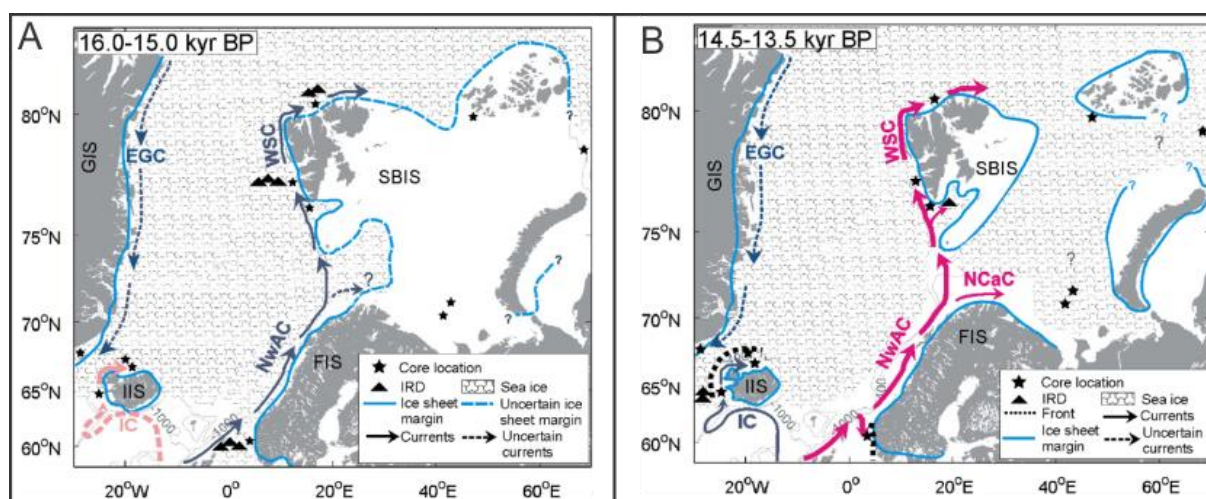 A
16.0-15.0 kyr BP
80°N
75°N
70°N
65°N
60°N
20°W
0°
20°E
40°E
60°E
GIS
EGC
WSC
SBIS
?
?
?
?
NwAC
FIS
IIS
IC
1000
1000
Core location
IRD
Sea ice
Ice sheet margin
Uncertain ice sheet margin
Currents
Uncertain currents
B
14.5-13.5 kyr BP
80°N
75°N
70°N
65°N
60°N
20°W
0°
20°E
40°E
60°E
GIS
EGC
WSC
SBIS
?
?
?
?
?
NCaC
NwAC
FIS
IIS
IC
1000
Core location
IRD
Sea ice
Front
Currents
Ice sheet margin
Uncertain currents